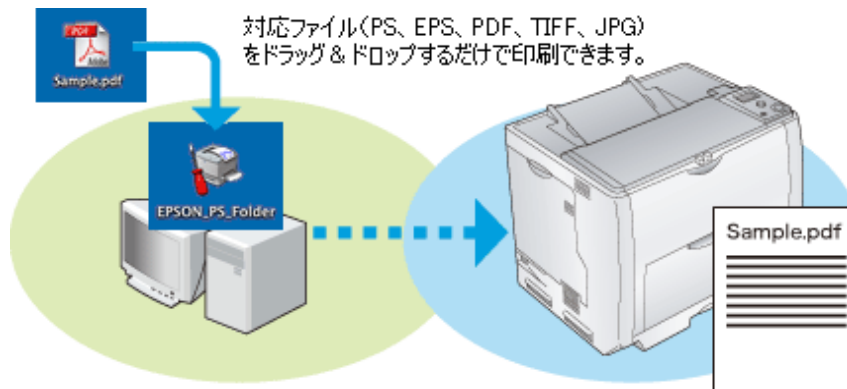 対応ファイル(PS、EPS、PDF、TIFF、JPG)
をドラッグ＆ドロップするだけで印刷できます。
PDF
Adobe
Sample.pdf
EPSON_PS_Folder
Sample.pdf